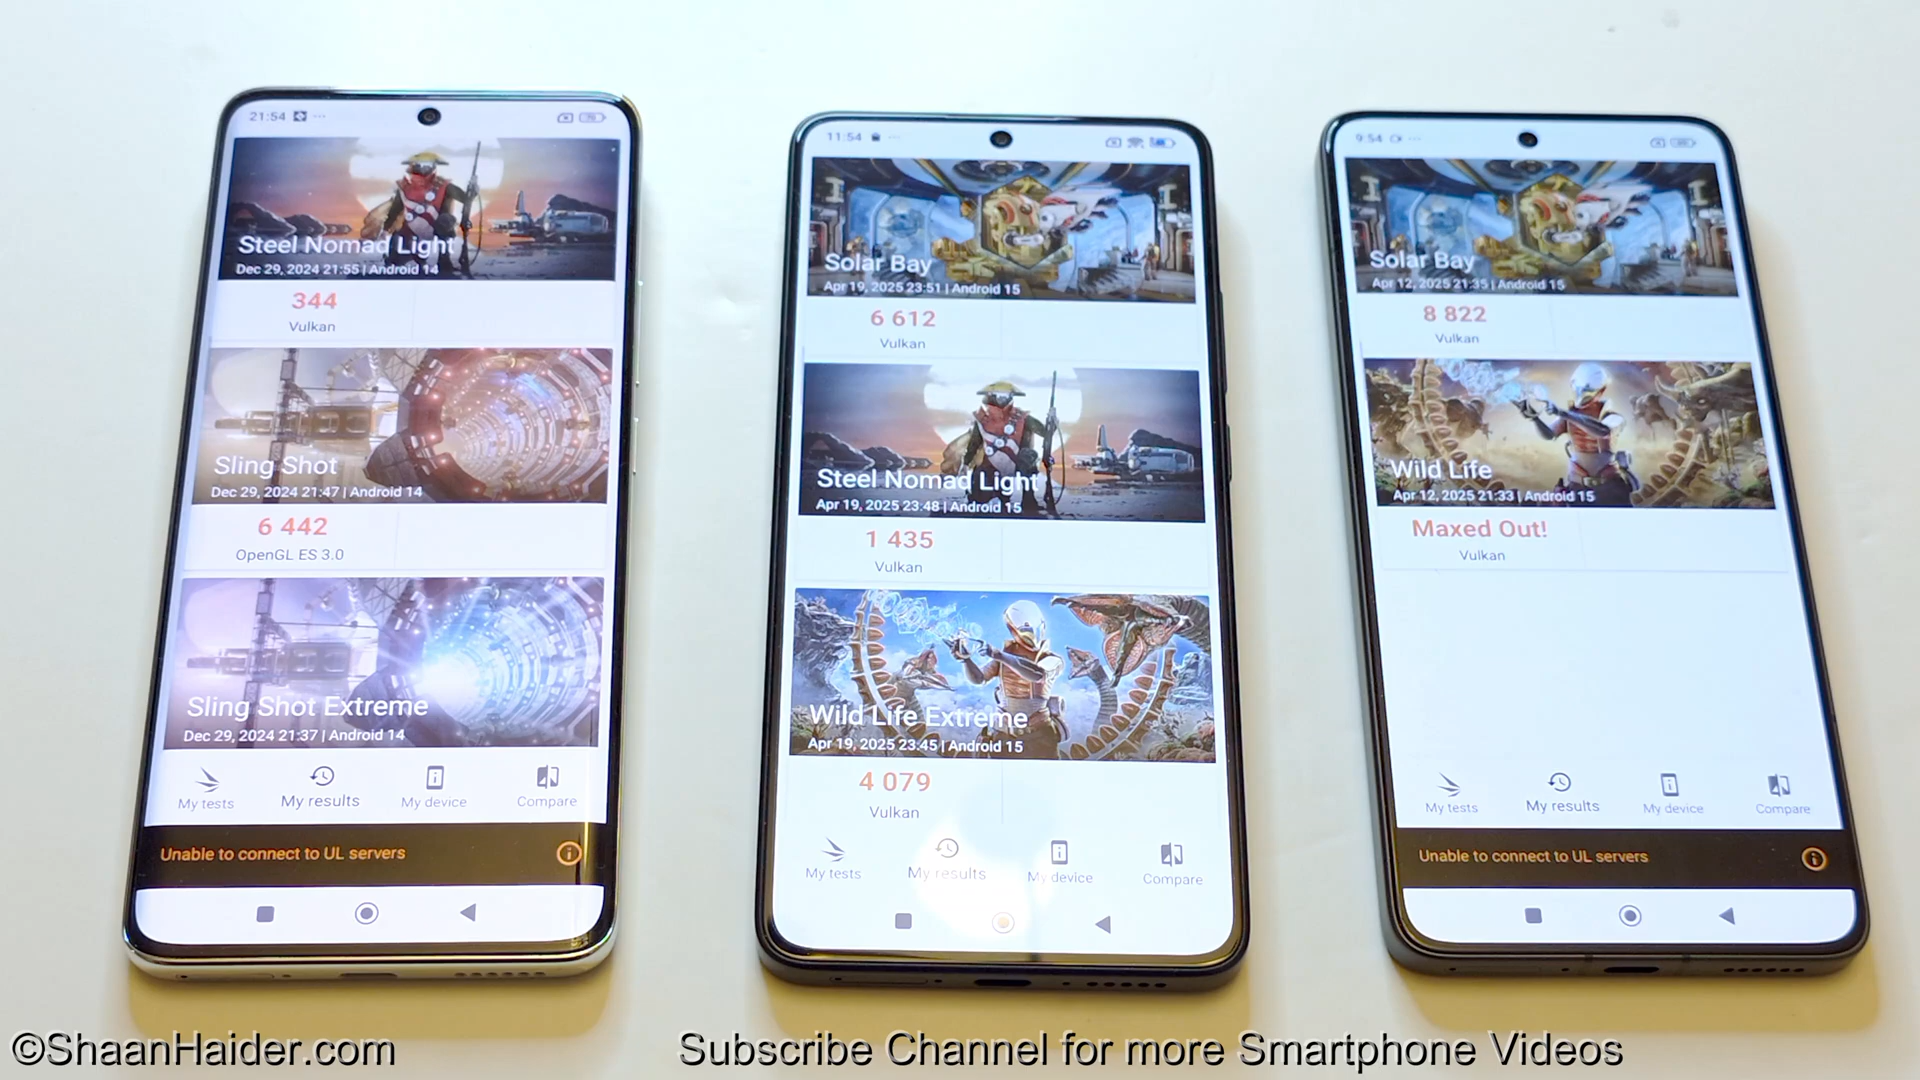 21:54
Steel Nomad Light
Dec 29, 2024 21:55 | Android 14
344
Vulkan
Sling Shot
Dec 29, 2024 21:47 | Android 14
6 442
OpenGL ES 3.0
Sling Shot Extreme
Dec 29, 2024 21:37 | Android 14
My tests
My results
My device
Compare
Unable to connect to UL servers
11:54
Solar Bay
Apr 19, 2025 23:51 | Android 15
6 612
Vulkan
Steel Nomad Light
Apr 19, 2025 23:48 | Android 15
1 435
Vulkan
Wild Life Extreme
Apr 19, 2025 23:45 | Android 15
4 079
Vulkan
My tests
My results
My device
Compare
9:54
Solar Bay
Apr 12, 2025 21:35 | Android 15
8 822
Vulkan
Wild Life
Apr 12, 2025 21:33 | Android 15
Maxed Out!
Vulkan
My tests
My results
My device
Compare
Unable to connect to UL servers
©ShaanHaider.com
Subscribe Channel for more Smartphone Videos